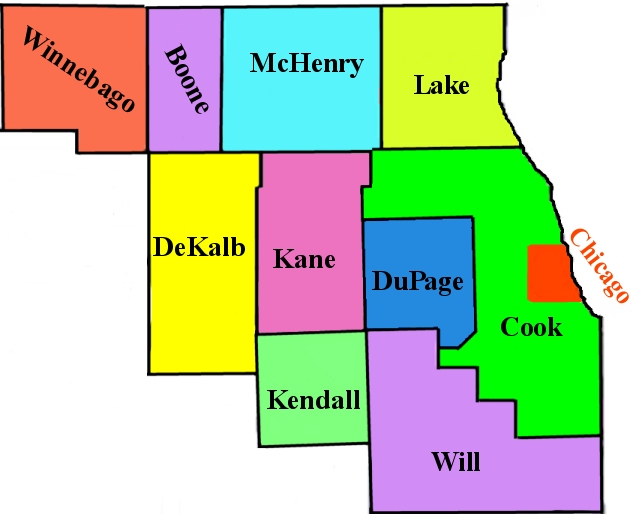 Winnebago
Boone
McHenry
Lake
DeKalb
Kane
DuPage
Chicago
Cook
Kendall
Will